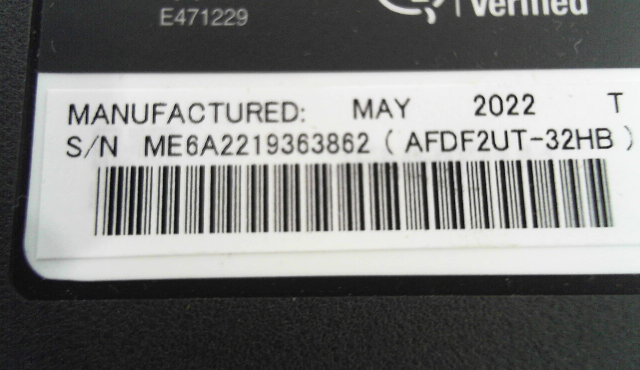 E471229
Verified
MANUFACTURED: MAY 2022 T
S/N ME6A2219363862 ( AFDF2UT-32HB )